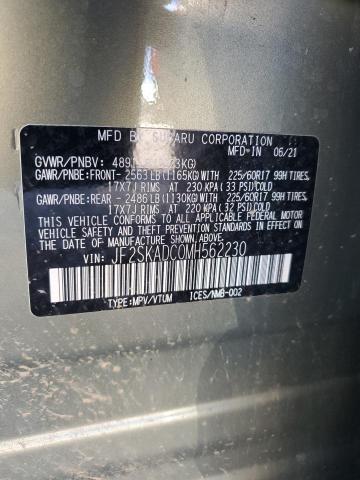 MFD BY SUBARU CORPORATION
MFD*IN 06/21
GVWR/PNBV:
GAWR/PNBE:FRONT- 2563 LB(1165KG)WITH 225/60R17 99H TIRES
17X7J RIMS AT 230 KPA(33 PSI)COLD
GAWR/PNBE:REAR - 2486 LB(1130KG)WITH 225/60R17 99H TIRES
17X7J RIMS AT 220 KPA(32 PSI)COLD
THIS VEHICLE CONFORMS TO ALL APPLICABLE FEDERAL MOTOR VEHICLE
SAFETY,BUMPER,AND THEFT PREVENTION STANDARDS IN EFFECT ON THE
DATE OF MANUFACTURE SHOWN ABOVE.
VIN: JF2SKADC0MH562230
TYPE:MPV/VTUM ICES/NMB-002